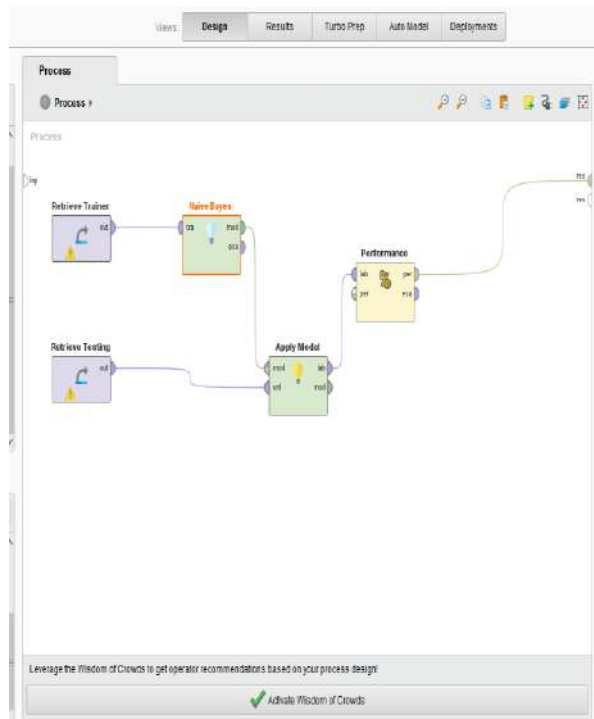 Views: Design Results Turbo Prep Auto Model Deployments
Process
Process
Process
inp
res
res
Retrieve Trainer
out
Naive Bayes
tra mod
exa
Performance
lab per
per exa
Retrieve Testing
out
Apply Model
mod lab
unl mod
Leverage the Wisdom of Crowds to get operator recommendations based on your process design!
Activate Wisdom of Crowds